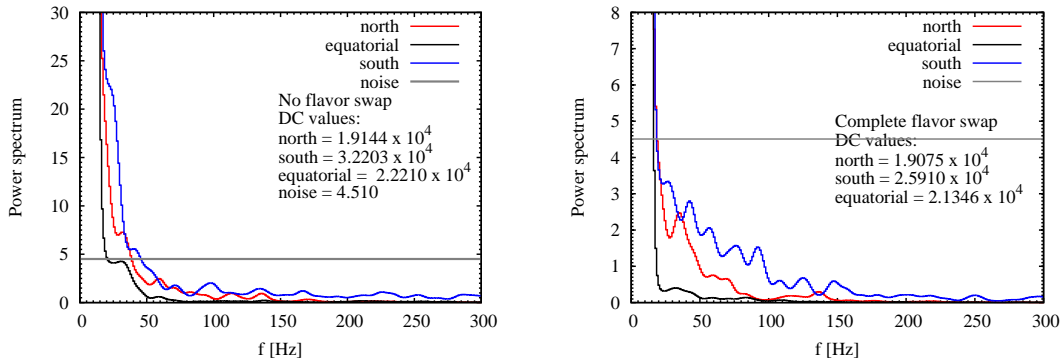 30
25
20
15
10
5
0
Power spectrum
north
equatorial
south
noise
No flavor swap
DC values:
north = 1.9144 x 10^4
south = 3.2203 x 10^4
equatorial = 2.2210 x 10^4
noise = 4.510
0 50 100 150 200 250 300
f [Hz]
8
7
6
5
4
3
2
1
0
Power spectrum
north
equatorial
south
noise
Complete flavor swap
DC values:
north = 1.9075 x 10^4
south = 2.5910 x 10^4
equatorial = 2.1346 x 10^4
0 50 100 150 200 250 300
f [Hz]